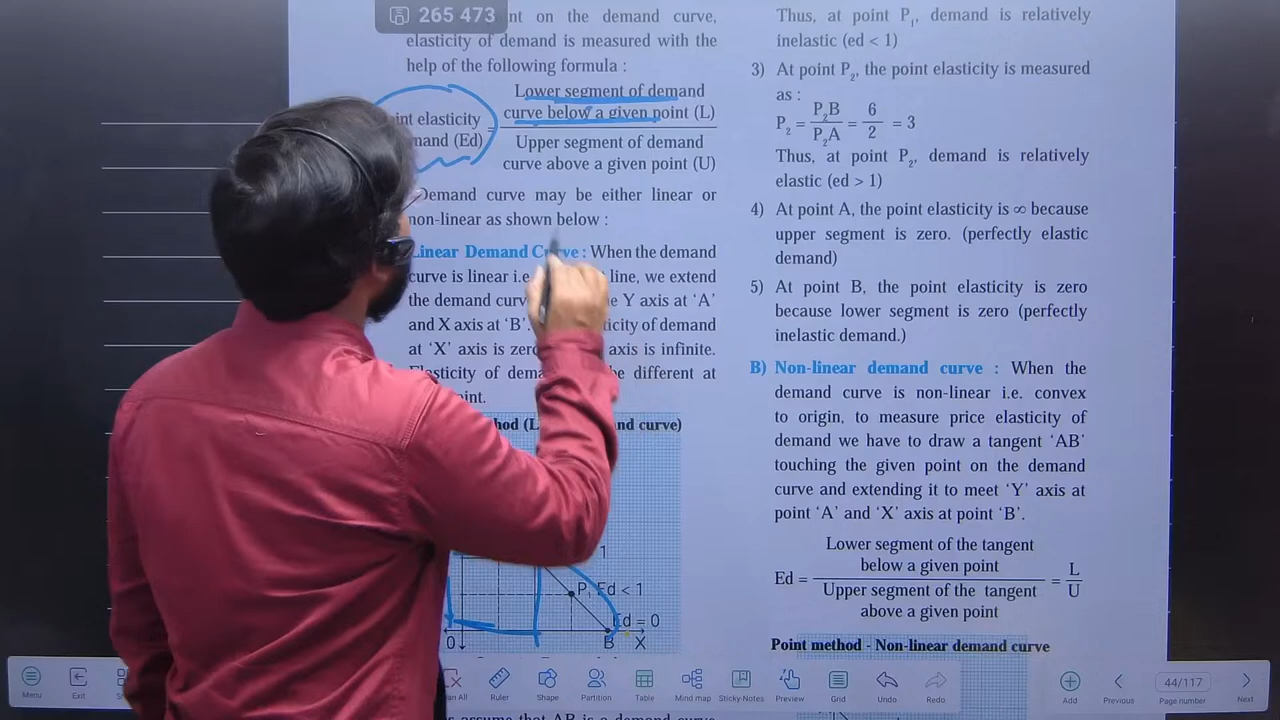 265 473
nt on the demand curve,
elasticity of demand is measured with the
help of the following formula :
Lower segment of demand
curve below a given point (L)
int elasticity
mand (Ed)
=
Upper segment of demand
curve above a given point (U)
Demand curve may be either linear or
non-linear as shown below :
Linear Demand Curve : When the demand
curve is linear i.e. line, we extend
the demand curv e Y axis at ‘A’
and X axis at ‘B’. icity of demand
at ‘X’ axis is zero axis is infinite.
Elasticity of dema be different at
int.
hod (L d curve)
1
P₁ Ed < 1
Ed = 0
0 B X
s assume that AB is a demand curve
Thus, at point P₁, demand is relatively
inelastic (ed < 1)
3) At point P₂, the point elasticity is measured
as :
P₂ = P₂B / P₂A = 6 / 2 = 3
Thus, at point P₂, demand is relatively
elastic (ed > 1)
4) At point A, the point elasticity is ∞ because
upper segment is zero. (perfectly elastic
demand)
5) At point B, the point elasticity is zero
because lower segment is zero (perfectly
inelastic demand.)
B) Non-linear demand curve : When the
demand curve is non-linear i.e. convex
to origin, to measure price elasticity of
demand we have to draw a tangent ‘AB’
touching the given point on the demand
curve and extending it to meet ‘Y’ axis at
point ‘A’ and ‘X’ axis at point ‘B’.
Lower segment of the tangent
below a given point
Ed = = L / U
Upper segment of the tangent
above a given point
Point method - Non-linear demand curve
Menu Exit Ruler Shape Partition Table Mind map Sticky-Notes Preview Grid Undo Redo Add Previous 44/117 Page number Next